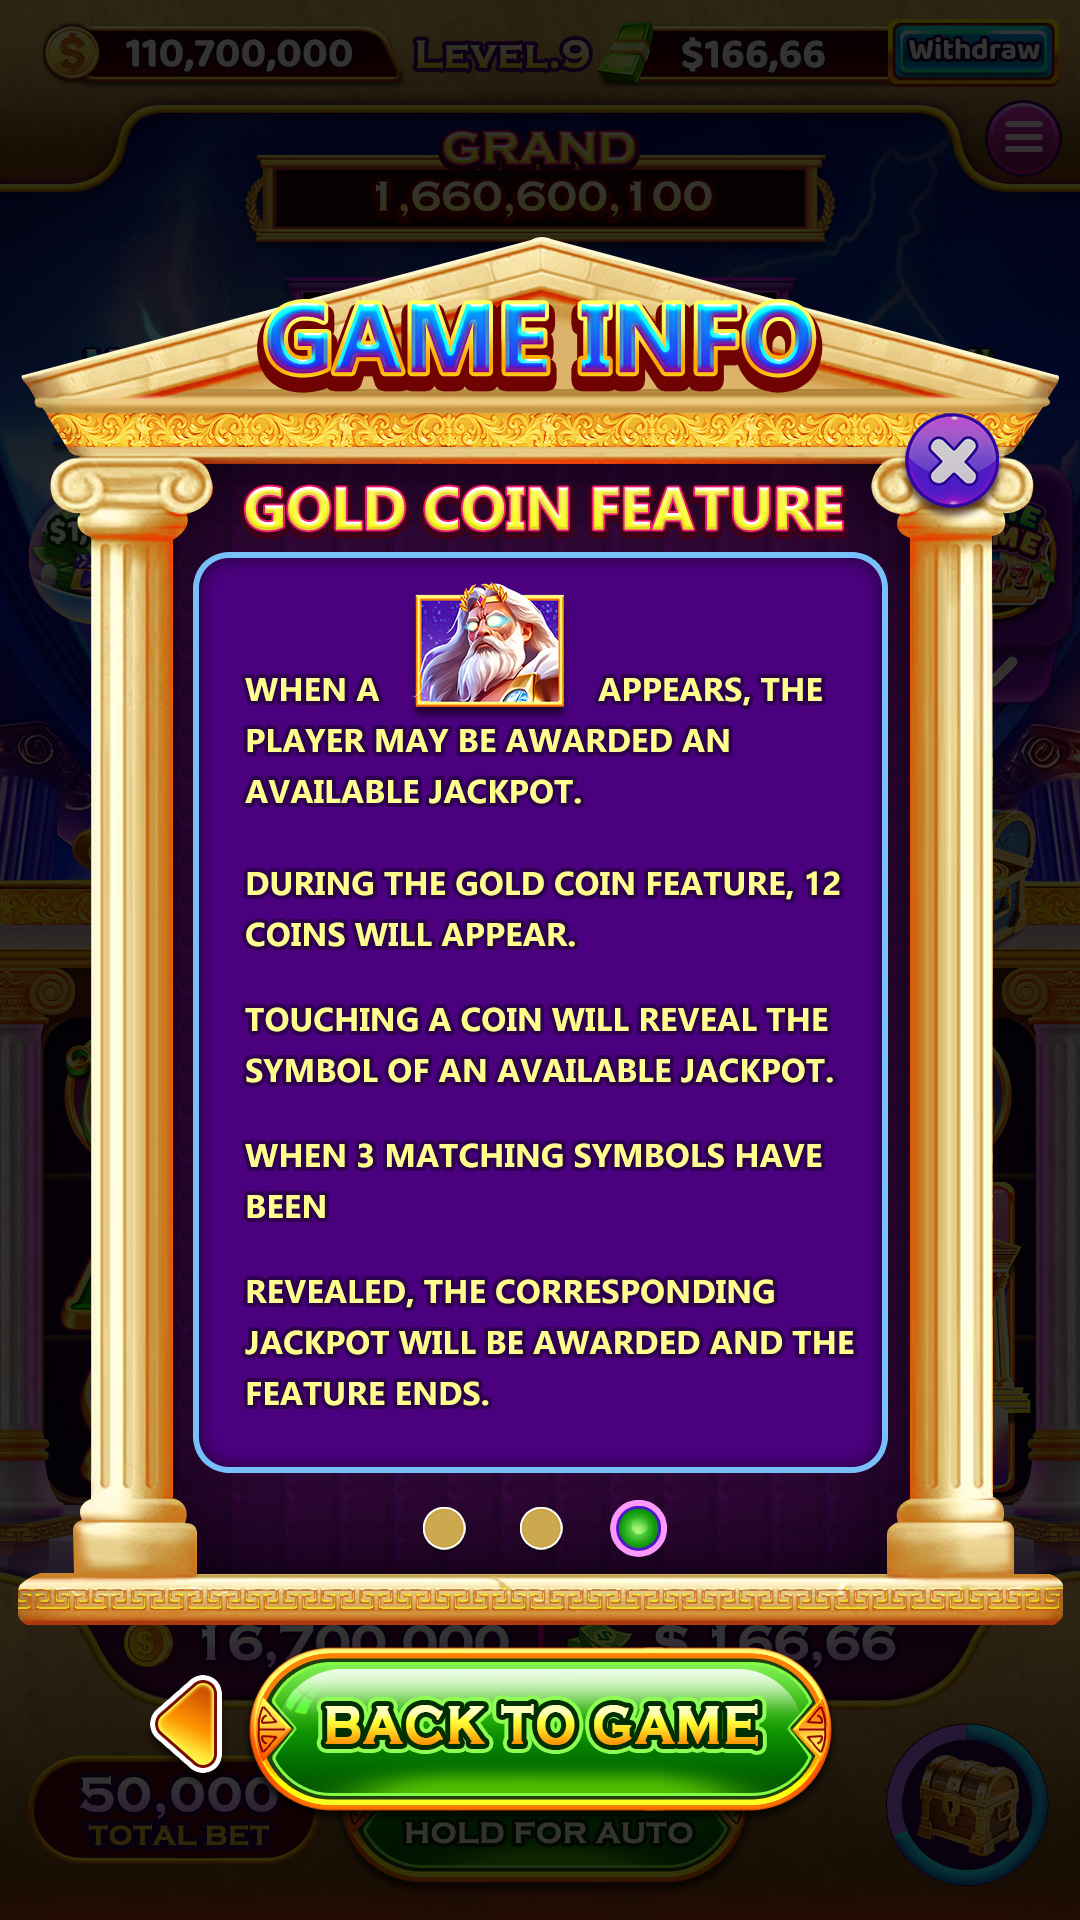 110,700,000
LEVEL.9
$166,66
Withdraw
GRAND
1,660,600,100
GAME INFO
GOLD COIN FEATURE
WHEN A APPEARS, THE
PLAYER MAY BE AWARDED AN
AVAILABLE JACKPOT.
DURING THE GOLD COIN FEATURE, 12
COINS WILL APPEAR.
TOUCHING A COIN WILL REVEAL THE
SYMBOL OF AN AVAILABLE JACKPOT.
WHEN 3 MATCHING SYMBOLS HAVE
BEEN
REVEALED, THE CORRESPONDING
JACKPOT WILL BE AWARDED AND THE
FEATURE ENDS.
16,700,000
$ 166,66
BACK TO GAME
50,000
TOTAL BET
HOLD FOR AUTO